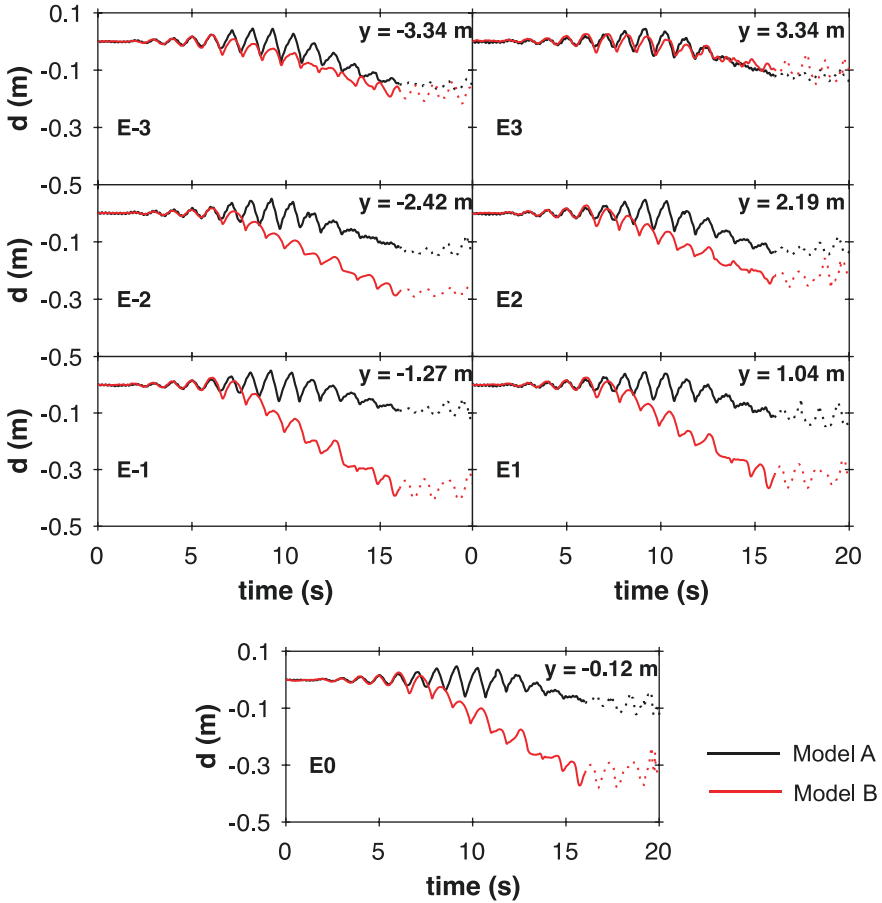 0.1
y = -3.34 m
y = 3.34 m
-0.1
d (m)
-0.3
E-3
E3
-0.5
y = -2.42 m
y = 2.19 m
-0.1
d (m)
-0.3
E-2
E2
-0.5
y = -1.27 m
y = 1.04 m
-0.1
d (m)
-0.3
E-1
E1
-0.5
0 5 10 15 0 5 10 15 20
time (s) time (s)
0.1
y = -0.12 m
-0.1
d (m)
-0.3
E0
-0.5
0 5 10 15 20
time (s)
Model A
Model B